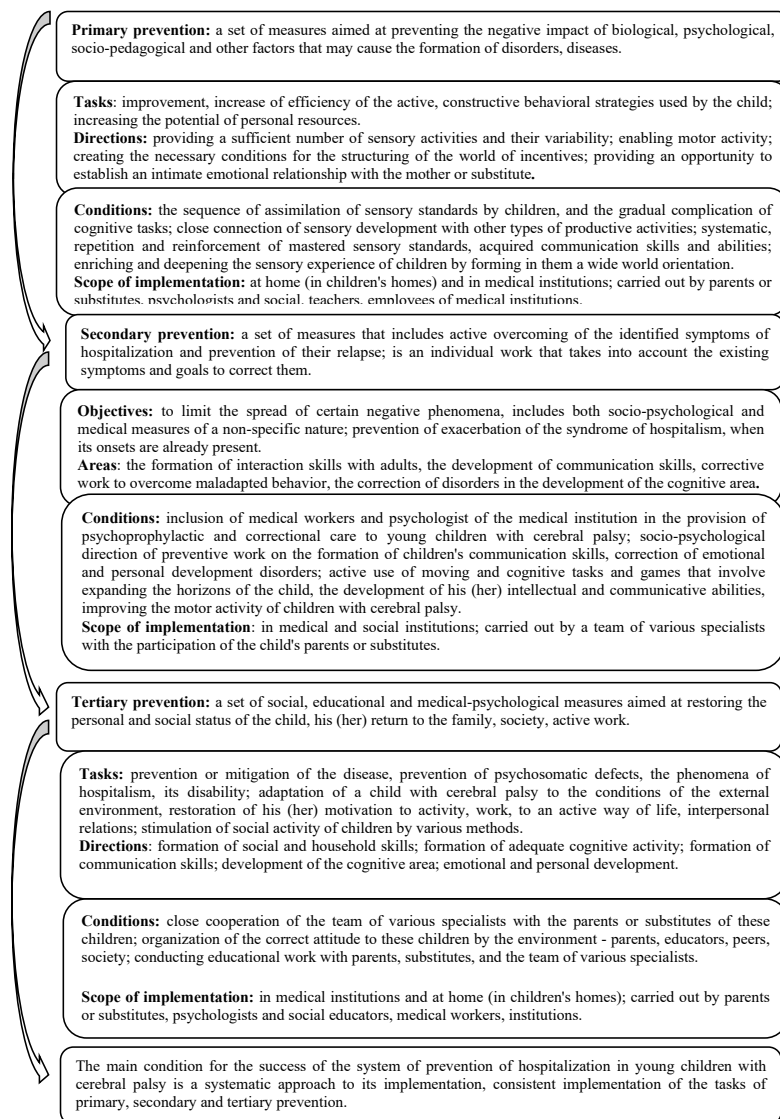 Primary prevention: a set of measures aimed at preventing the negative impact of biological, psychological,
socio-pedagogical and other factors that may cause the formation of disorders, diseases.
Tasks: improvement, increase of efficiency of the active, constructive behavioral strategies used by the child;
increasing the potential of personal resources.
Directions: providing a sufficient number of sensory activities and their variability; enabling motor activity;
creating the necessary conditions for the structuring of the world of incentives; providing an opportunity to
establish an intimate emotional relationship with the mother or substitute.
Conditions: the sequence of assimilation of sensory standards by children, and the gradual complication of
cognitive tasks; close connection of sensory development with other types of productive activities; systematic,
repetition and reinforcement of mastered sensory standards, acquired communication skills and abilities;
enriching and deepening the sensory experience of children by forming in them a wide world orientation.
Scope of implementation: at home (in children's homes) and in medical institutions; carried out by parents or
substitutes, psychologists and social, teachers, employees of medical institutions.
Secondary prevention: a set of measures that includes active overcoming of the identified symptoms of
hospitalization and prevention of their relapse; is an individual work that takes into account the existing
symptoms and goals to correct them.
Objectives: to limit the spread of certain negative phenomena, includes both socio-psychological and
medical measures of a non-specific nature; prevention of exacerbation of the syndrome of hospitalism, when
its onsets are already present.
Areas: the formation of interaction skills with adults, the development of communication skills, corrective
work to overcome maladapted behavior, the correction of disorders in the development of the cognitive area.
Conditions: inclusion of medical workers and psychologist of the medical institution in the provision of
psychoprophylactic and correctional care to young children with cerebral palsy; socio-psychological
direction of preventive work on the formation of children's communication skills, correction of emotional
and personal development disorders; active use of moving and cognitive tasks and games that involve
expanding the horizons of the child, the development of his (her) intellectual and communicative abilities,
improving the motor activity of children with cerebral palsy.
Scope of implementation: in medical and social institutions; carried out by a team of various specialists
with the participation of the child's parents or substitutes.
Tertiary prevention: a set of social, educational and medical-psychological measures aimed at restoring the
personal and social status of the child, his (her) return to the family, society, active work.
Tasks: prevention or mitigation of the disease, prevention of psychosomatic defects, the phenomena of
hospitalism, its disability; adaptation of a child with cerebral palsy to the conditions of the external
environment, restoration of his (her) motivation to activity, work, to an active way of life, interpersonal
relations; stimulation of social activity of children by various methods.
Directions: formation of social and household skills; formation of adequate cognitive activity; formation of
communication skills; development of the cognitive area; emotional and personal development.
Conditions: close cooperation of the team of various specialists with the parents or substitutes of these
children; organization of the correct attitude to these children by the environment - parents, educators, peers,
society; conducting educational work with parents, substitutes, and the team of various specialists.
Scope of implementation: in medical institutions and at home (in children's homes); carried out by parents
or substitutes, psychologists and social educators, medical workers, institutions.
The main condition for the success of the system of prevention of hospitalization in young children with
cerebral palsy is a systematic approach to its implementation, consistent implementation of the tasks of
primary, secondary and tertiary prevention.